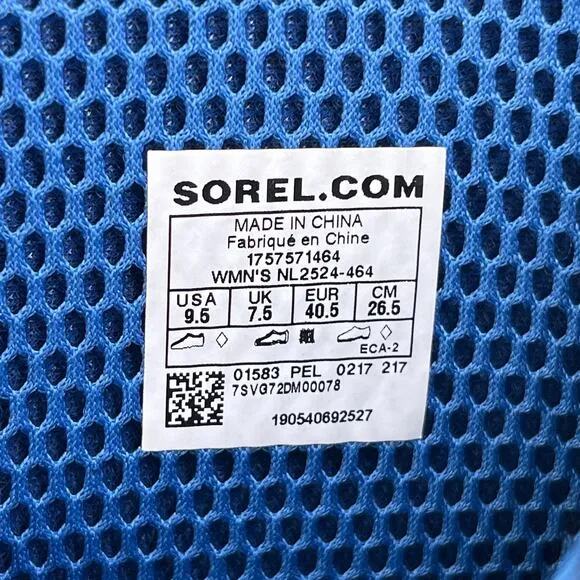 SOREL.COM
MADE IN CHINA
Fabriqué en Chine
1757571464
WMN'S NL2524-464
USA UK EUR CM
9.5 7.5 40.5 26.5
ECA-2
01583 PEL 0217 217
7SVG72DM00078
190540692527